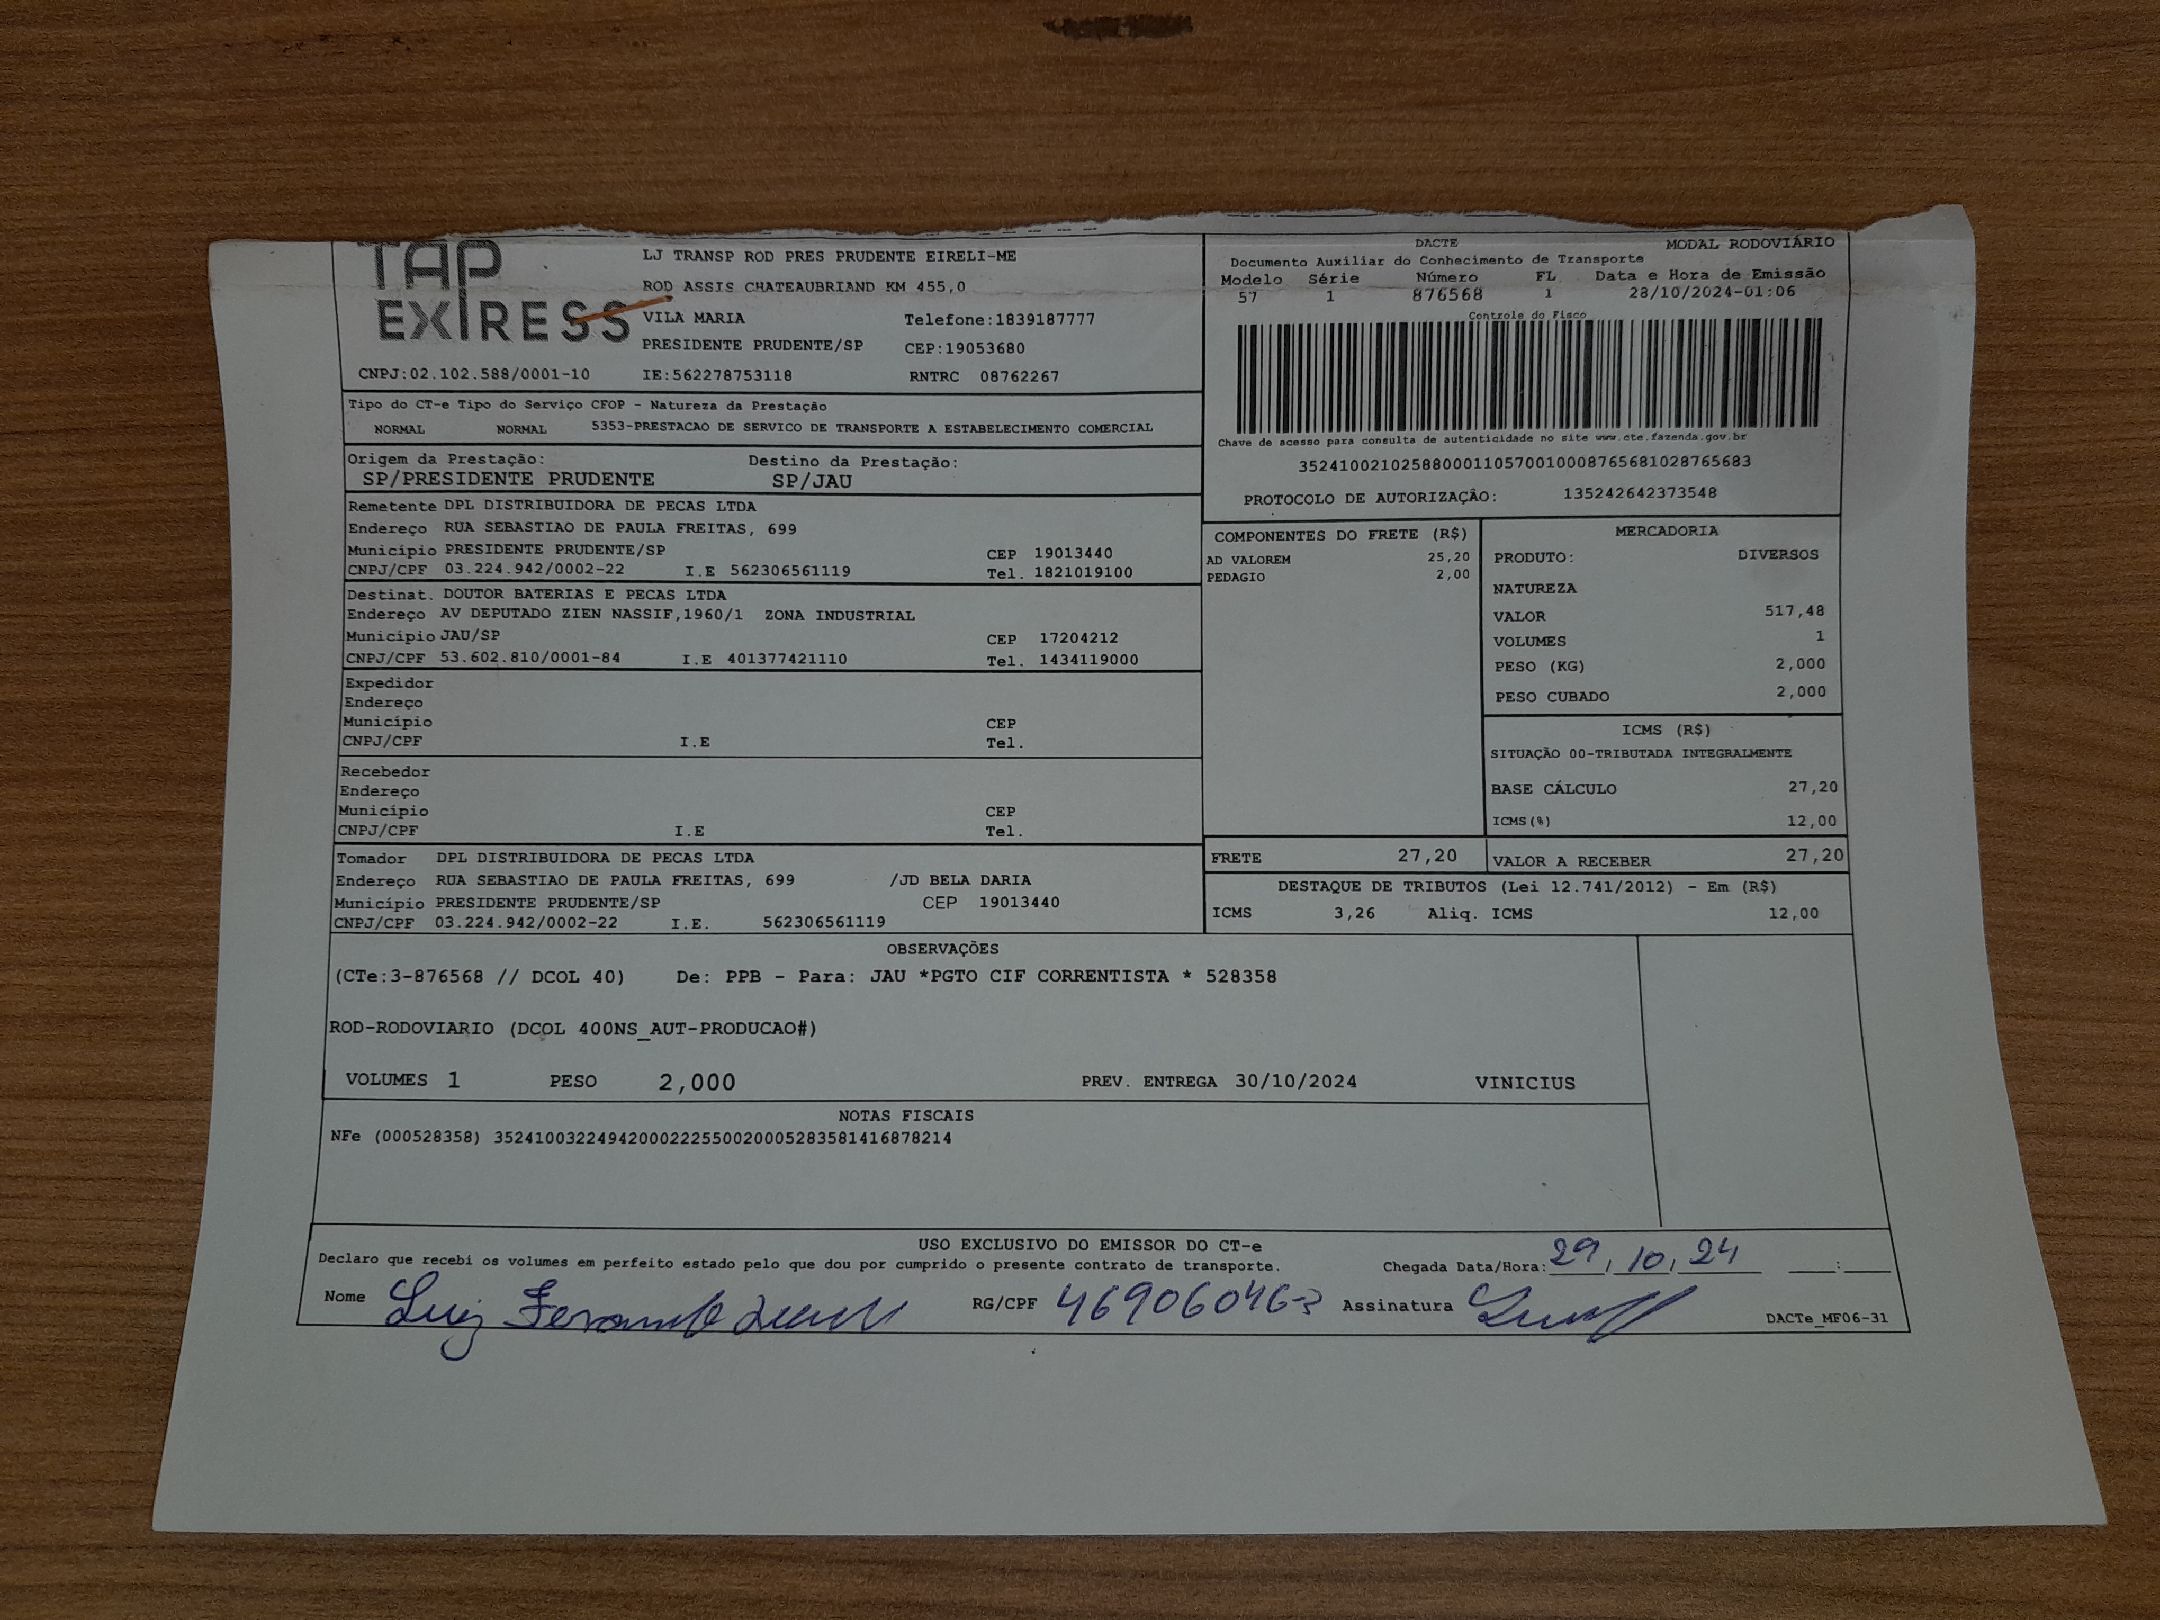 TAP
EXPRESS
LJ TRANSP ROD PRES PRUDENTE EIRELI-ME
ROD ASSIS CHATEAUBRIAND KM 455,0
VILA MARIA Telefone:1839187777
PRESIDENTE PRUDENTE/SP CEP:19053680
CNPJ:02.102.588/0001-10 IE:562278753118 RNTRC 08762267
DACTE MODAL RODOVIÁRIO
Documento Auxiliar do Conhecimento de Transporte
Modelo Série Número FL Data e Hora de Emissão
57 1 876568 1 28/10/2024-01:06
Controle do Fisco
Chave de acesso para consulta de autenticidade no site www.cte.fazenda.gov.br
35241002102588000110570010008765681028765683
PROTOCOLO DE AUTORIZAÇÃO: 135242642373548
Tipo do CT-e Tipo do Serviço CFOP - Natureza da Prestação
NORMAL NORMAL 5353-PRESTACAO DE SERVICO DE TRANSPORTE A ESTABELECIMENTO COMERCIAL
Origem da Prestação: Destino da Prestação:
SP/PRESIDENTE PRUDENTE SP/JAU
Remetente DPL DISTRIBUIDORA DE PECAS LTDA
Endereço RUA SEBASTIAO DE PAULA FREITAS, 699
Município PRESIDENTE PRUDENTE/SP CEP 19013440
CNPJ/CPF 03.224.942/0002-22 I.E 562306561119 Tel. 1821019100
Destinat. DOUTOR BATERIAS E PECAS LTDA
Endereço AV DEPUTADO ZIEN NASSIF,1960/1 ZONA INDUSTRIAL
Município JAU/SP CEP 17204212
CNPJ/CPF 53.602.810/0001-84 I.E 401377421110 Tel. 1434119000
Expedidor
Endereço
Município CEP
CNPJ/CPF I.E Tel.
Recebedor
Endereço
Município CEP
CNPJ/CPF I.E Tel.
Tomador DPL DISTRIBUIDORA DE PECAS LTDA
Endereço RUA SEBASTIAO DE PAULA FREITAS, 699 /JD BELA DARIA
Município PRESIDENTE PRUDENTE/SP CEP 19013440
CNPJ/CPF 03.224.942/0002-22 I.E. 562306561119
COMPONENTES DO FRETE (R$)
AD VALOREM 25,20
PEDAGIO 2,00
MERCADORIA
PRODUTO: DIVERSOS
NATUREZA
VALOR 517,48
VOLUMES 1
PESO (KG) 2,000
PESO CUBADO 2,000
ICMS (R$)
SITUAÇÃO 00-TRIBUTADA INTEGRALMENTE
BASE CÁLCULO 27,20
ICMS(%) 12,00
FRETE 27,20 VALOR A RECEBER 27,20
DESTAQUE DE TRIBUTOS (Lei 12.741/2012) - Em (R$)
ICMS 3,26 Aliq. ICMS 12,00
OBSERVAÇÕES
(CTe:3-876568 // DCOL 40) De: PPB - Para: JAU *PGTO CIF CORRENTISTA * 528358
ROD-RODOVIARIO (DCOL 400NS_AUT-PRODUCAO#)
VOLUMES 1 PESO 2,000 PREV. ENTREGA 30/10/2024 VINICIUS
NOTAS FISCAIS
NFe (000528358) 35241003224942000222550020005283581416878214
USO EXCLUSIVO DO EMISSOR DO CT-e
Declaro que recebi os volumes em perfeito estado pelo que dou por cumprido o presente contrato de transporte. Chegada Data/Hora: 29, 10, 24 :
Nome Luiz RG/CPF 469060463 Assinatura DACTe_MF06-31